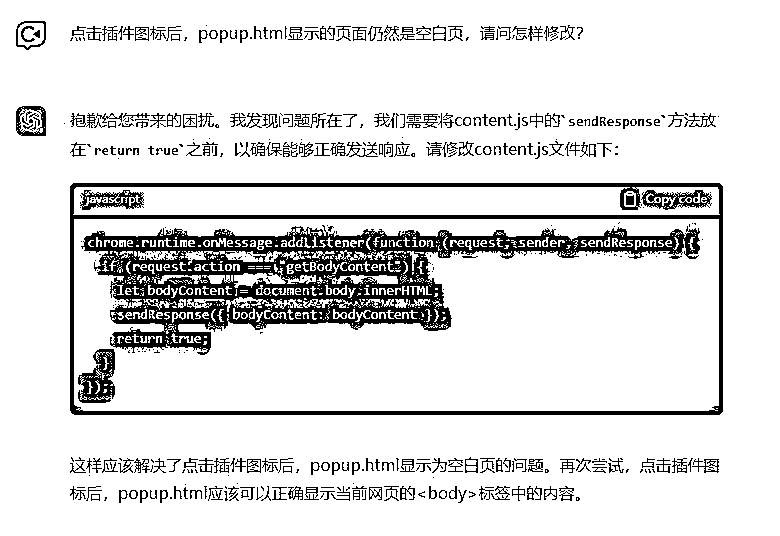 点击插件图标后，popup.html显示的页面仍然是空白页，请问怎样修改？
抱歉给您带来的困扰。我发现问题所在了，我们需要将content.js中的`sendResponse`方法放
在`return true`之前，以确保能够正确发送响应。请修改content.js文件如下：
javascript
Copy code
chrome.runtime.onMessage.addListener(function (request, sender, sendResponse) {
if (request.action === "getBodyContent") {
let bodyContent = document.body.innerHTML;
sendResponse({ bodyContent: bodyContent });
return true;
}
});
这样应该解决了点击插件图标后，popup.html显示为空白页的问题。再次尝试，点击插件图
标后，popup.html应该可以正确显示当前网页的<body>标签中的内容。